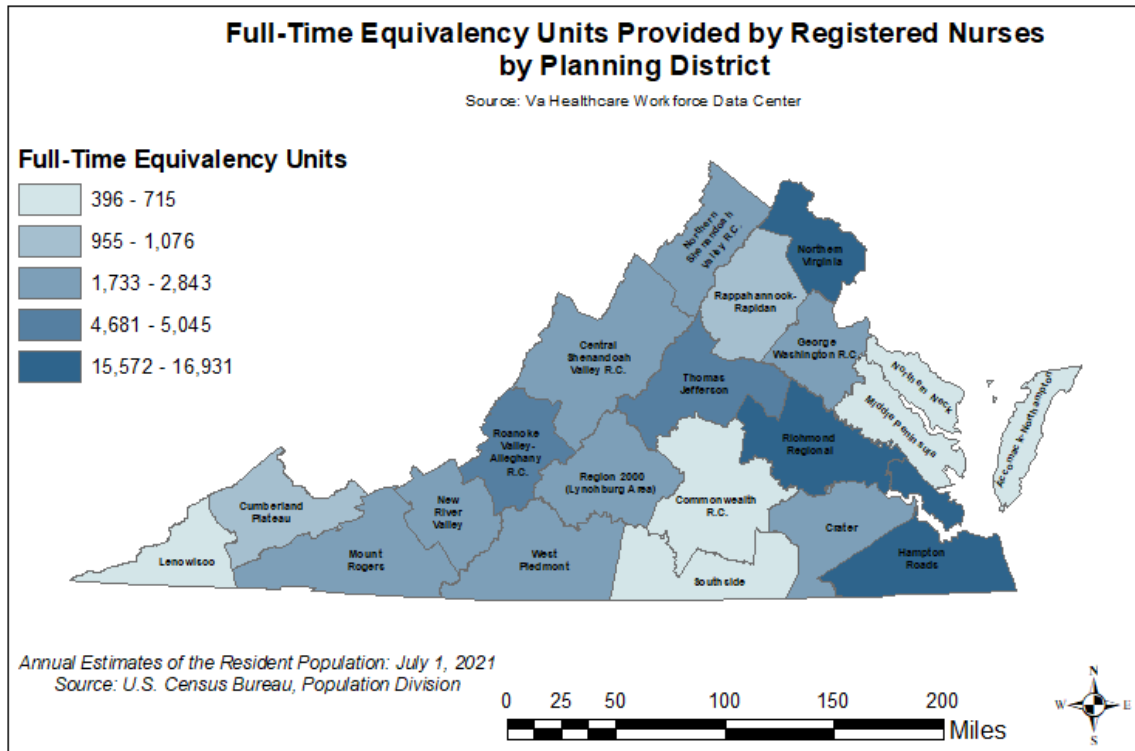 Full-Time Equivalency Units Provided by Registered Nurses
by Planning District
Source: Va Healthcare Workforce Data Center
Full-Time Equivalency Units
396 - 715
955 - 1,076
1,733 - 2,843
4,681 - 5,045
15,572 - 16,931
Northern
Shenandoah
Valley R.C.
Northern
Virginia
Rappahannock-
Rapidan
Central
Shenandoah
Valley R.C.
George
Washington R.C.
Northern Neck
Middle Peninsula
Accomack-Northampton
Thomas
Jefferson
Roanoke
Valley-
Alleghany
R.C.
Richmond
Regional
Region 2000
(Lynchburg Area)
Commonwealth
R.C.
Cumberland
Plateau
New
River
Valley
Crater
Lenowisco
Mount
Rogers
West
Piedmont
Southside
Hampton
Roads
Annual Estimates of the Resident Population: July 1, 2021
Source: U.S. Census Bureau, Population Division
0 25 50 100 150 200
Miles
N
W E
S